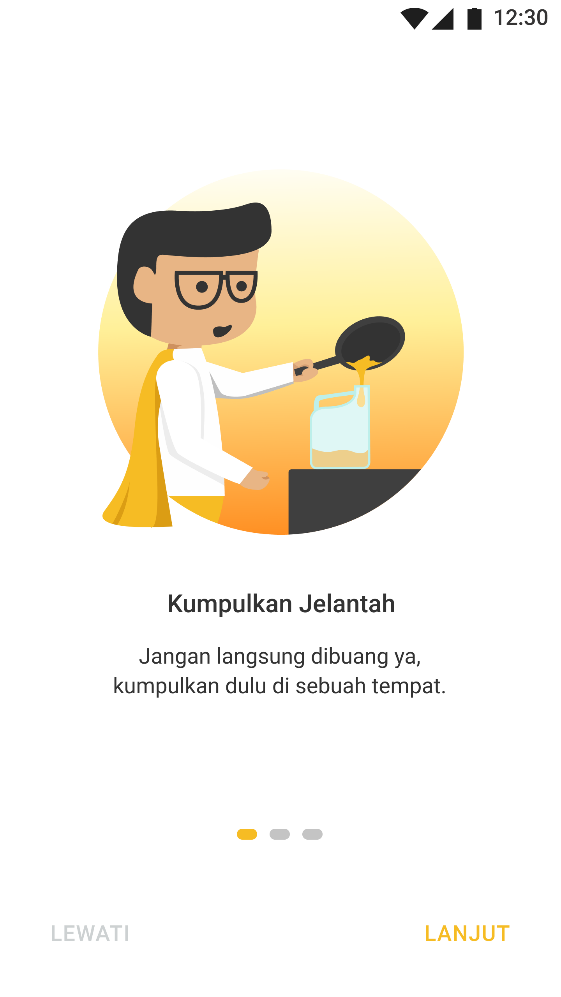 12:30
Kumpulkan Jelantah
Jangan langsung dibuang ya,
kumpulkan dulu di sebuah tempat.
LEWATI
LANJUT